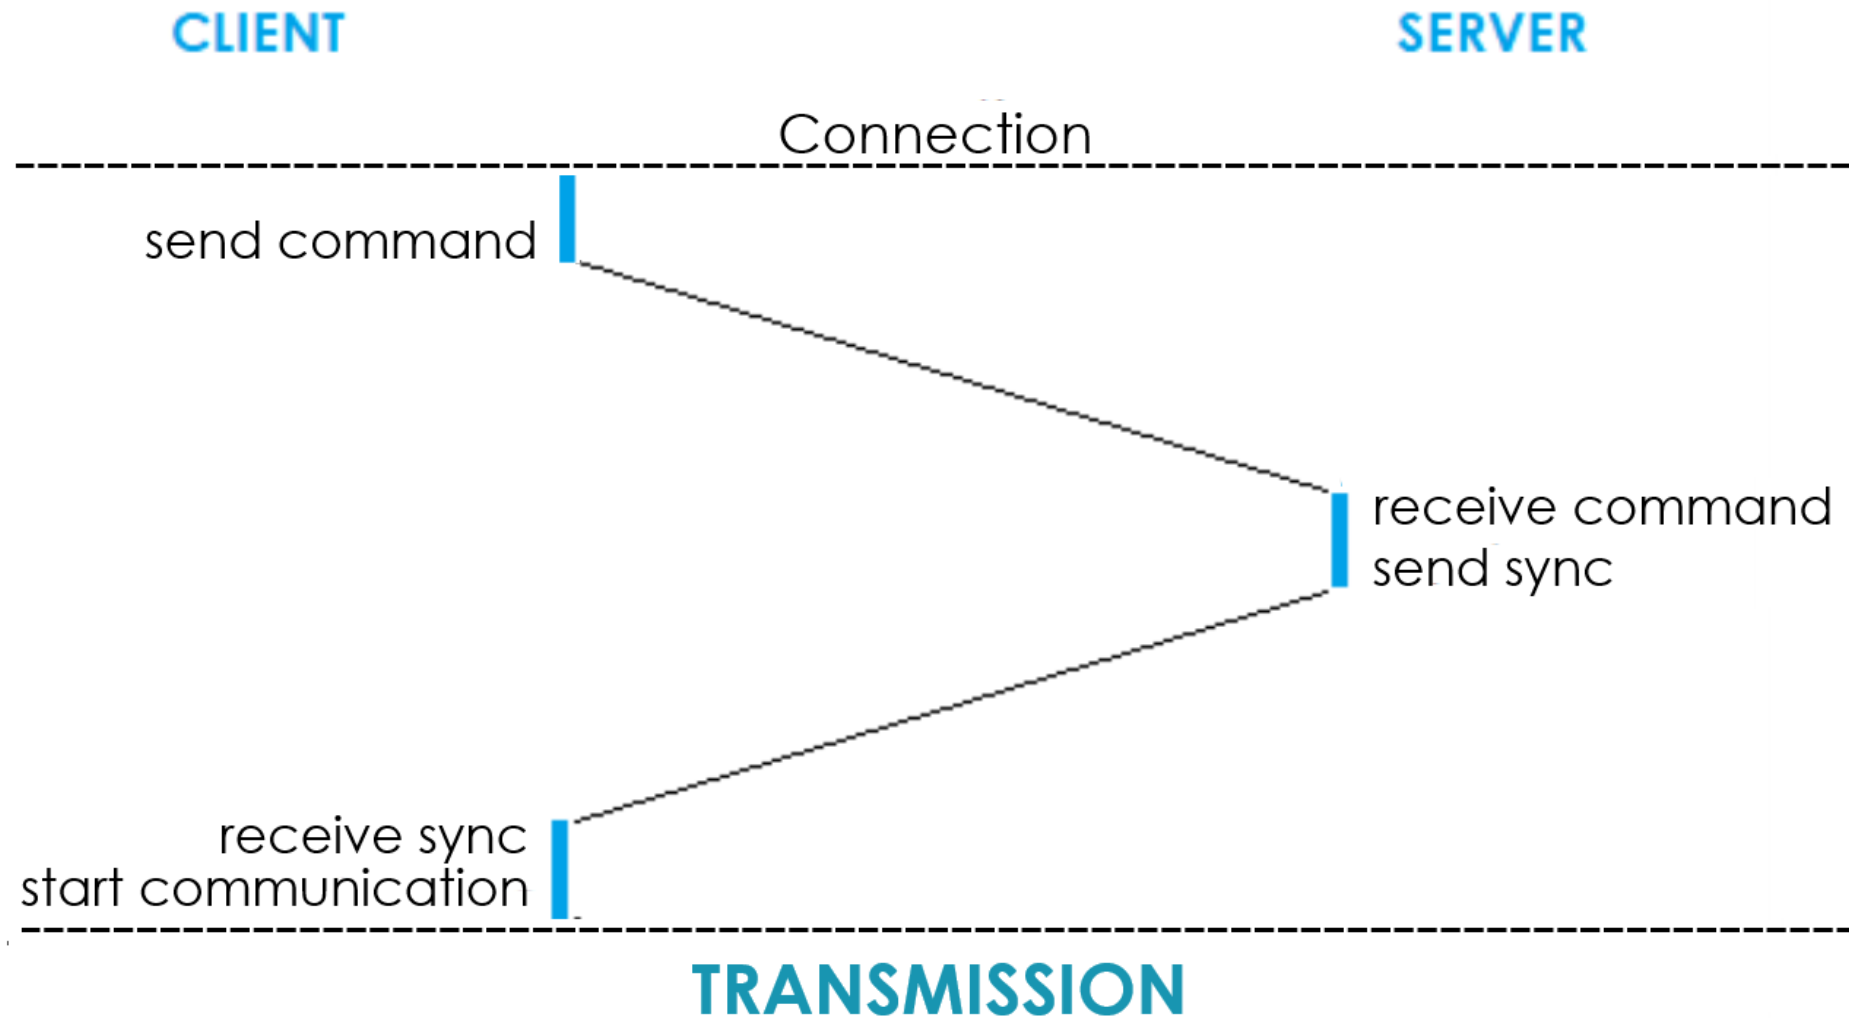 CLIENT
SERVER
Connection
send command
receive command
send sync
receive sync
start communication
TRANSMISSION